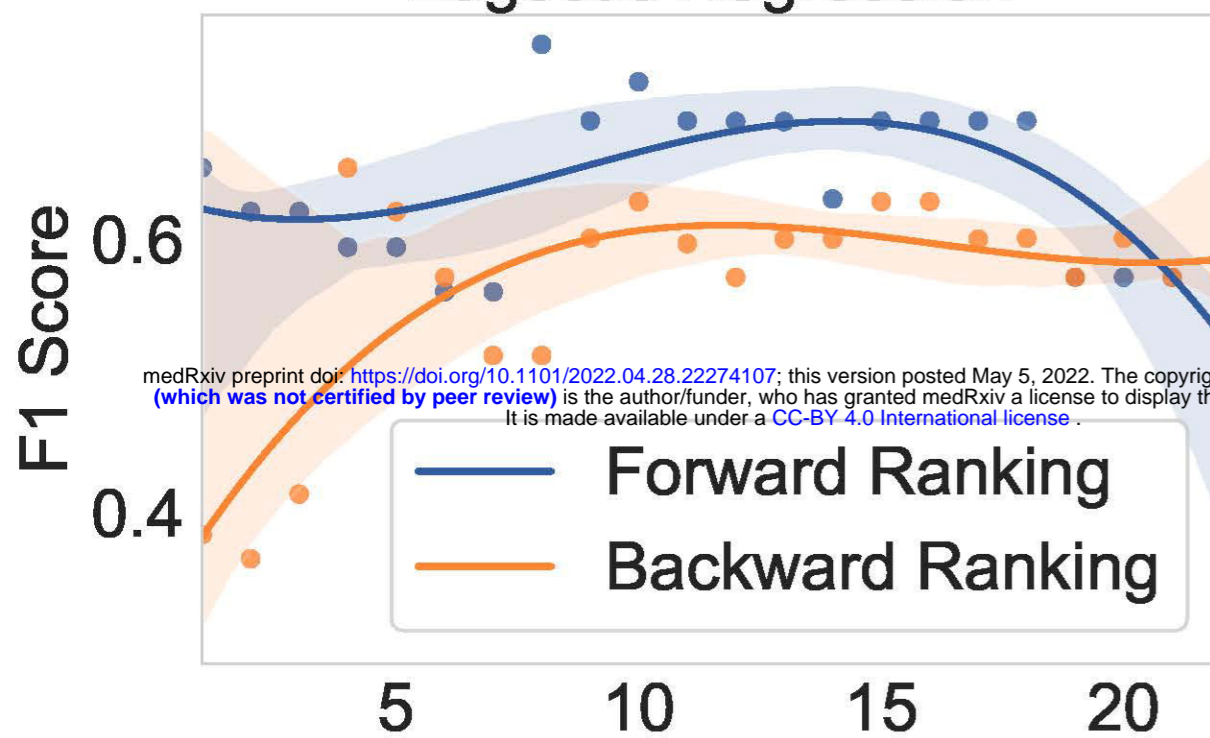 F1 Score
0.6
0.4
medRxiv preprint doi: https://doi.org/10.1101/2022.04.28.22274107; this version posted May 5, 2022. The
(which was not certified by peer review) is the author/funder, who has granted medRxiv a license to display
It is made available under a CC-BY 4.0 International license .
Forward Ranking
Backward Ranking
5 10 15 20